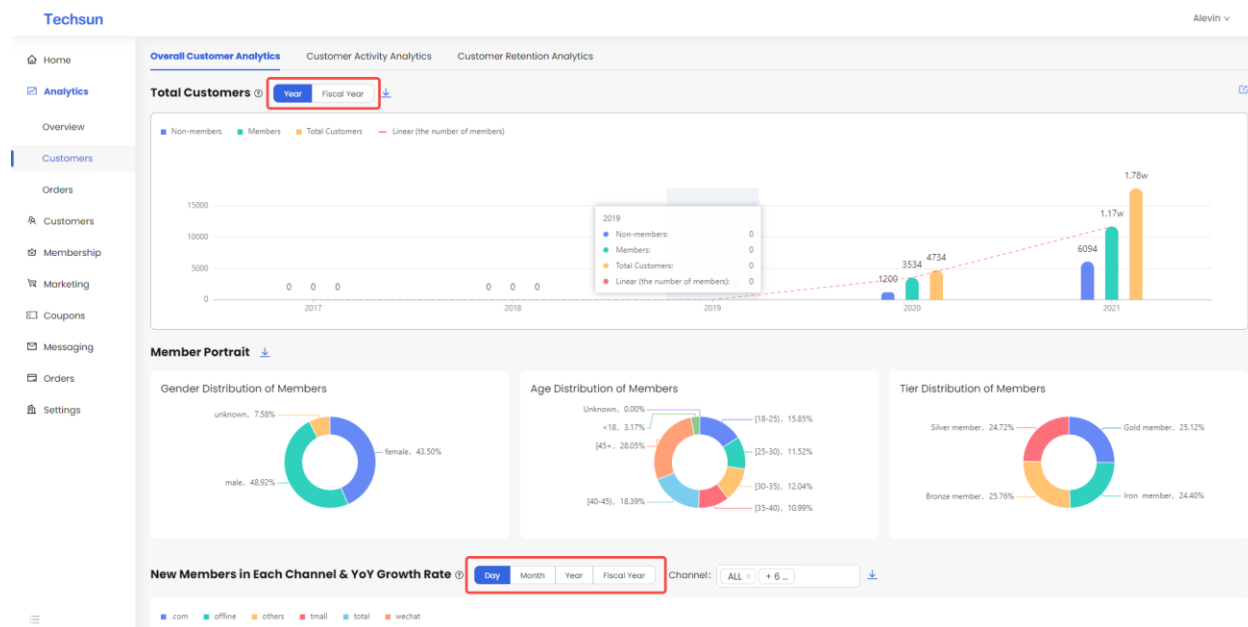 Techsun
Alevin
Home
Analytics
Overview
Customers
Orders
Customers
Membership
Marketing
Coupons
Messaging
Orders
Settings
Overall Customer Analytics Customer Activity Analytics Customer Retention Analytics
Total Customers Year Fiscal Year
Non-members Members Total Customers Linear (the number of members)
15000
10000
5000
0
0 0 0
0 0 0
1200 3534 4734
6094 1.17w 1.78w
2017 2018 2019 2020 2021
2019
Non-members: 0
Members: 0
Total Customers: 0
Linear (the number of members): 0
Member Portrait
Gender Distribution of Members
unknown, 7.58%
female, 43.50%
male, 48.92%
Age Distribution of Members
Unknown, 0.00%
<18, 3.17%
[45+, 28.05%
[40-45), 18.39%
[18-25), 15.85%
[25-30), 11.52%
[30-35), 12.04%
[35-40), 10.99%
Tier Distribution of Members
Silver member, 24.72%
Gold member, 25.12%
Bronze member, 25.76%
Iron member, 24.40%
New Members in Each Channel & YoY Growth Rate Day Month Year Fiscal Year Channel: ALL × + 6 ...
.com offline others tmall total wechat